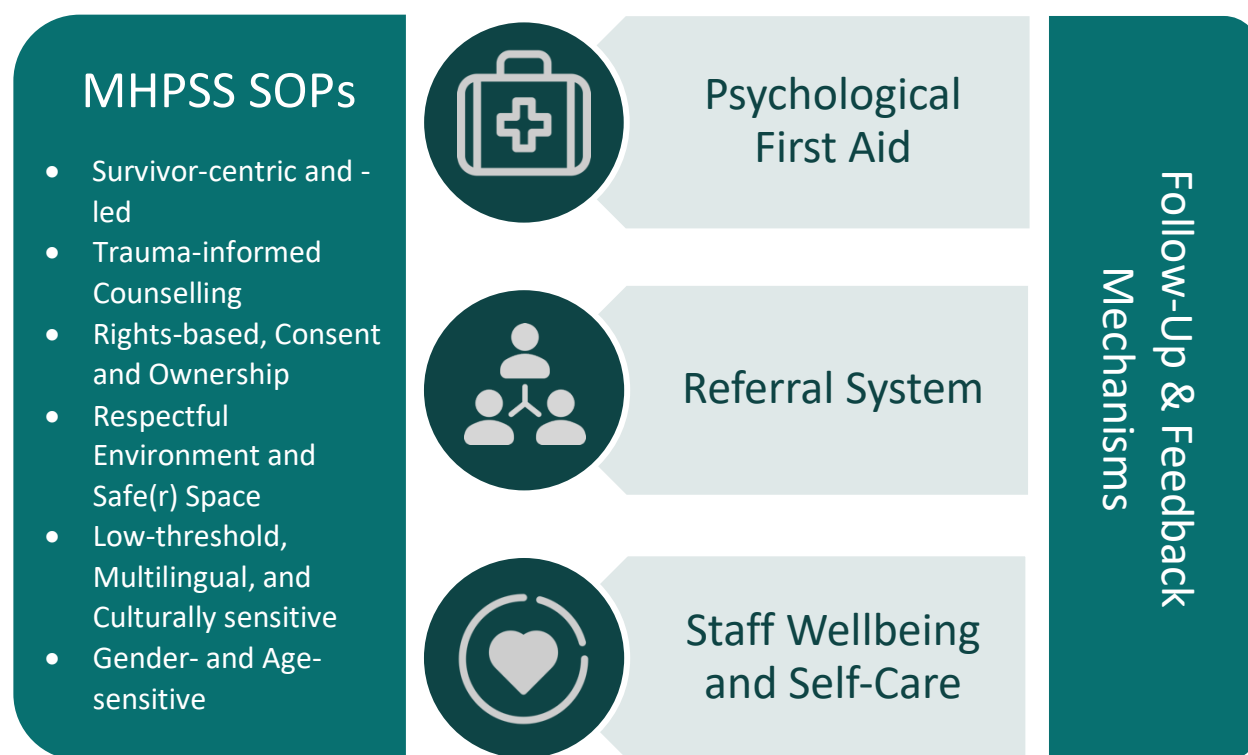 MHPSS SOPs
• Survivor-centric and -
led
• Trauma-informed
Counselling
• Rights-based, Consent
and Ownership
• Respectful
Environment and
Safe(r) Space
• Low-threshold,
Multilingual, and
Culturally sensitive
• Gender- and Age-
sensitive
Psychological
First Aid
Referral System
Staff Wellbeing
and Self-Care
Follow-Up & Feedback
Mechanisms